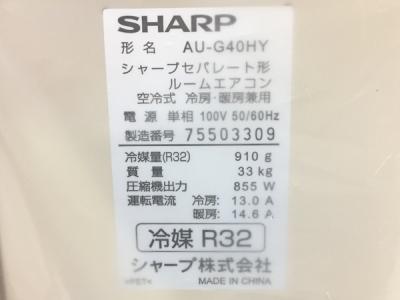 SHARP
形名 AU-G40HY
シャープセパレート形
ルームエアコン
空冷式 冷房・暖房兼用
電源 単相 100V 50/60Hz
製造番号 75503309
冷媒量(R32) 910 g
質量 33 kg
圧縮機出力 855 W
運転電流 冷房: 13.0 A
暖房: 14.6 A
冷媒 R32
シャープ株式会社
>PET< MADE IN CHINA